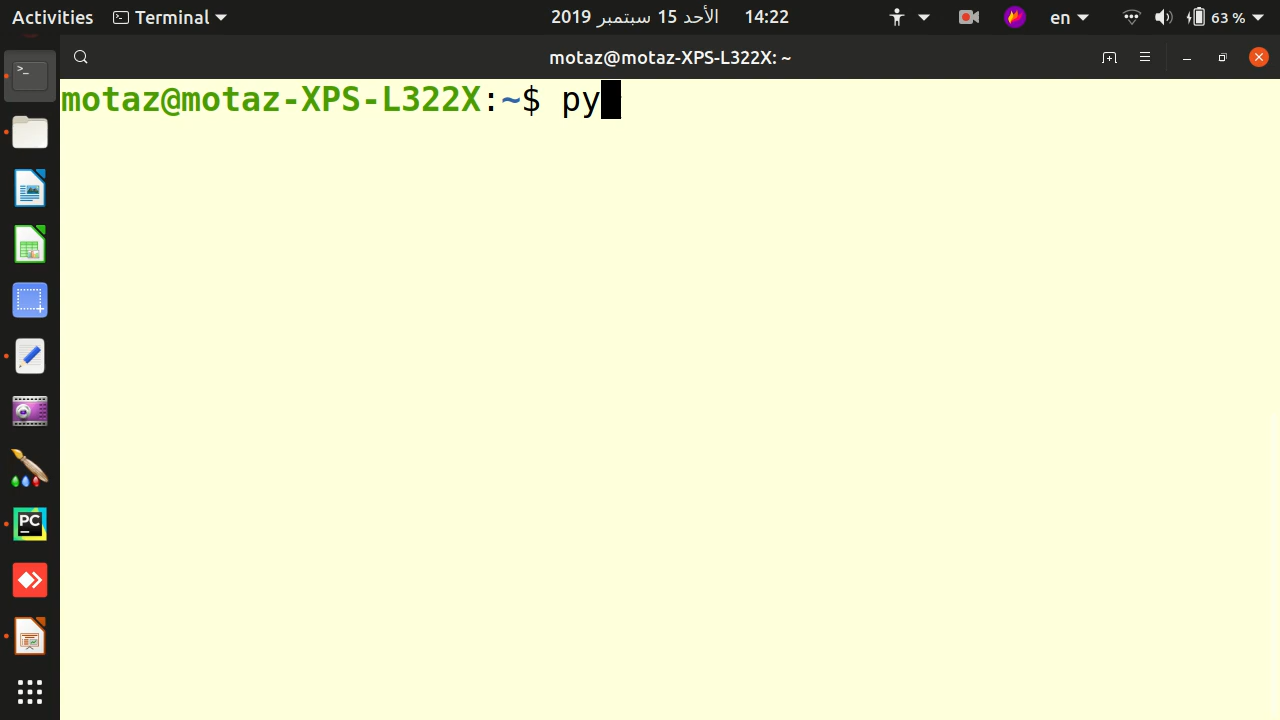 Activities Terminal 14:22 الأحد 15 سبتمبر 2019 en 63 %
motaz@motaz-XPS-L322X: ~
motaz@motaz-XPS-L322X:~$ py
PC